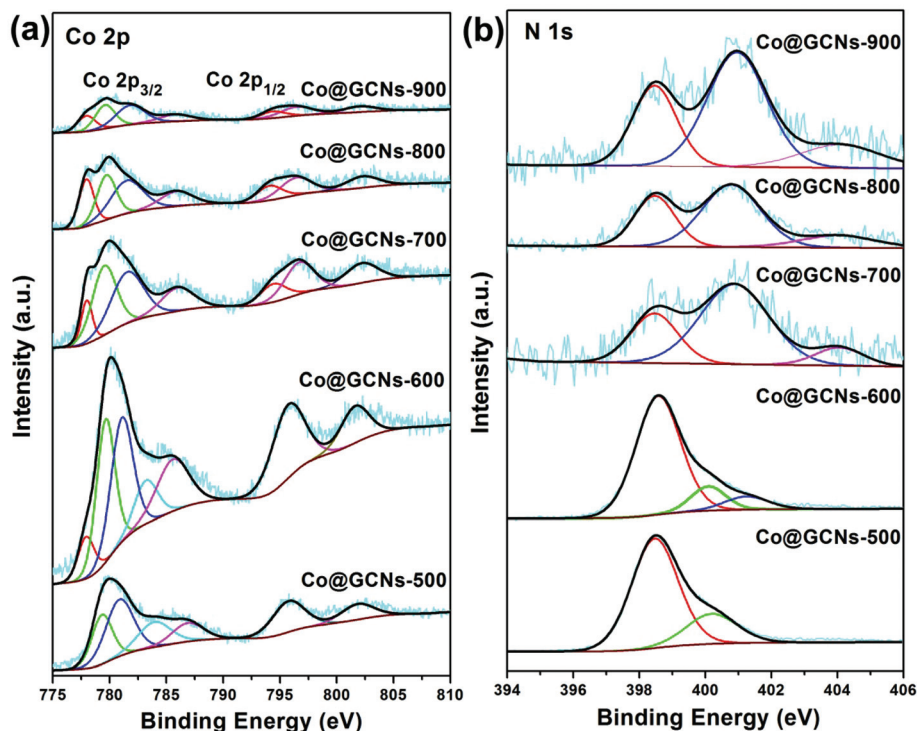 (a)
Co 2p
Co 2p3/2
Co 2p1/2
Co@GCNs-900
Co@GCNs-800
Co@GCNs-700
Co@GCNs-600
Co@GCNs-500
Intensity (a.u.)
775 780 785 790 795 800 805 810
Binding Energy (eV)
(b)
N 1s
Co@GCNs-900
Co@GCNs-800
Co@GCNs-700
Co@GCNs-600
Co@GCNs-500
Intensity (a.u.)
394 396 398 400 402 404 406
Binding Energy (eV)